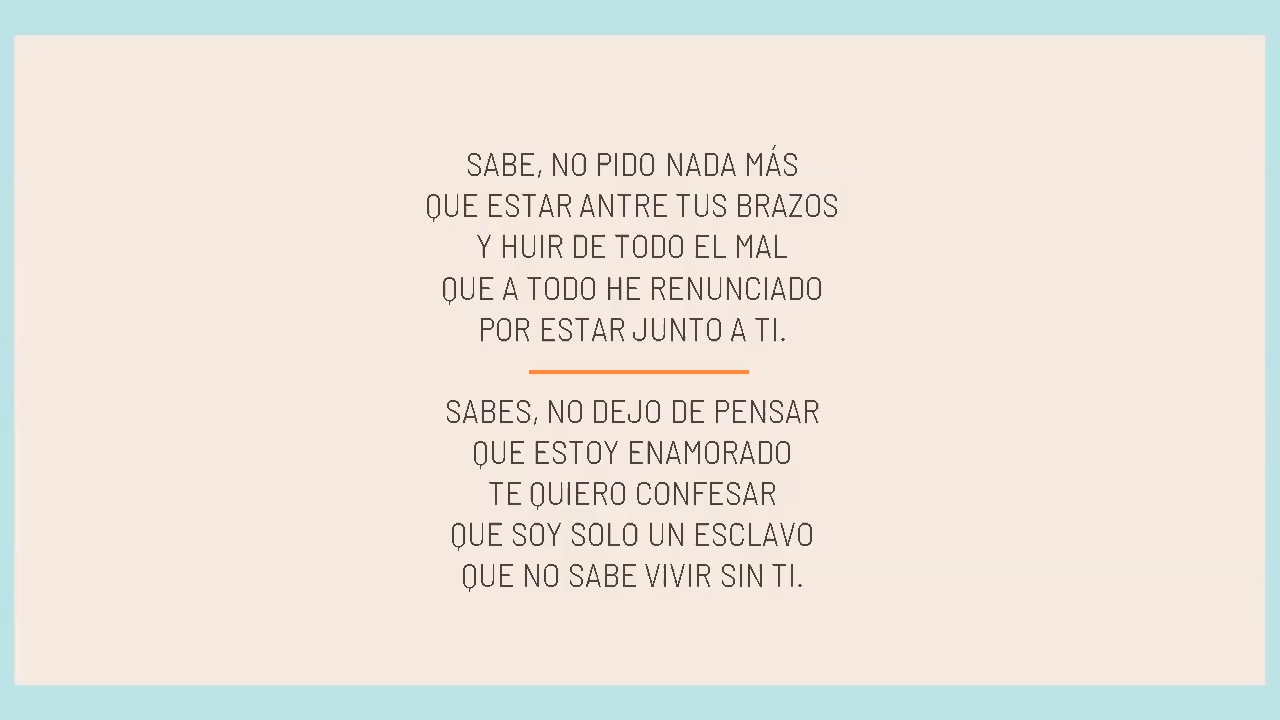 SABE, NO PIDO NADA MÁS
QUE ESTAR ANTRE TUS BRAZOS
Y HUIR DE TODO EL MAL
QUE A TODO HE RENUNCIADO
POR ESTAR JUNTO A TI.
SABES, NO DEJO DE PENSAR
QUE ESTOY ENAMORADO
TE QUIERO CONFESAR
QUE SOY SOLO UN ESCLAVO
QUE NO SABE VIVIR SIN TI.